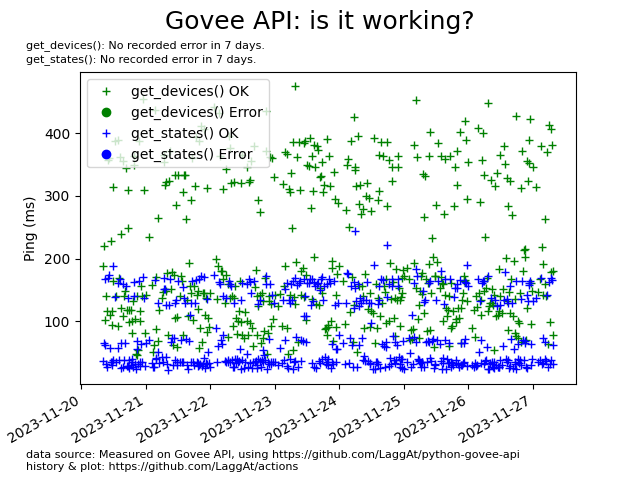 Govee API: is it working?
get_devices(): No recorded error in 7 days.
get_states(): No recorded error in 7 days.
get_devices() OK
get_devices() Error
get_states() OK
get_states() Error
400
300
200
100
Ping (ms)
2023-11-20
2023-11-21
2023-11-22
2023-11-23
2023-11-24
2023-11-25
2023-11-26
2023-11-27
data source: Measured on Govee API, using https://github.com/LaggAt/python-govee-api
history & plot: https://github.com/LaggAt/actions